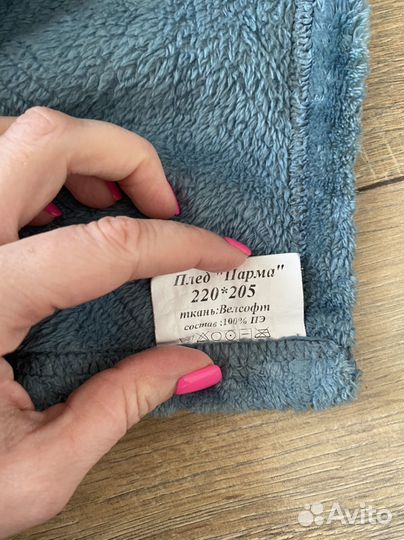 Плед "Парма"
220*205
ткань:Велсофт
состав :100% ПЭ
Avito